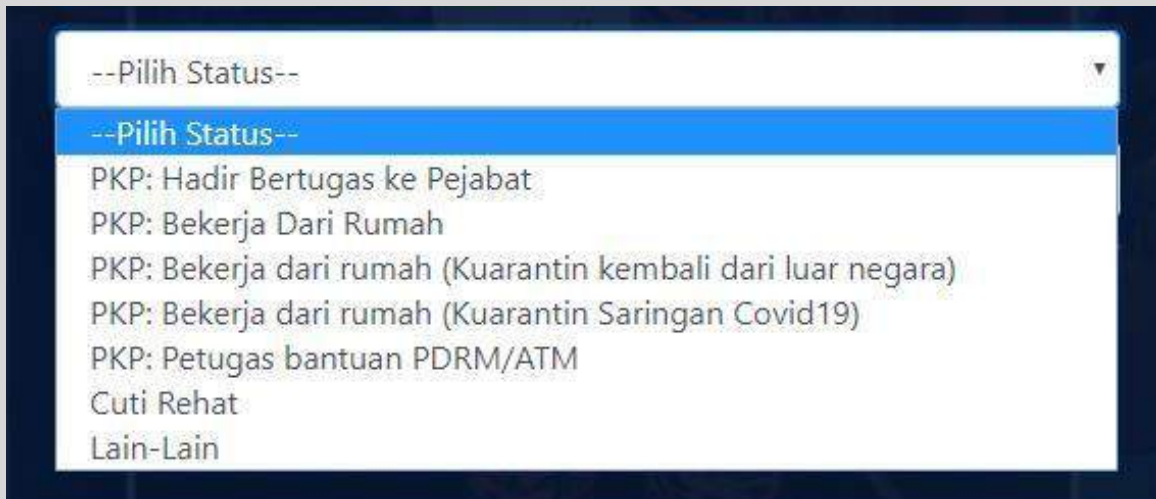 --Pilih Status--
--Pilih Status--
PKP: Hadir Bertugas ke Pejabat
PKP: Bekerja Dari Rumah
PKP: Bekerja dari rumah (Kuarantin kembali dari luar negara)
PKP: Bekerja dari rumah (Kuarantin Saringan Covid19)
PKP: Petugas bantuan PDRM/ATM
Cuti Rehat
Lain-Lain